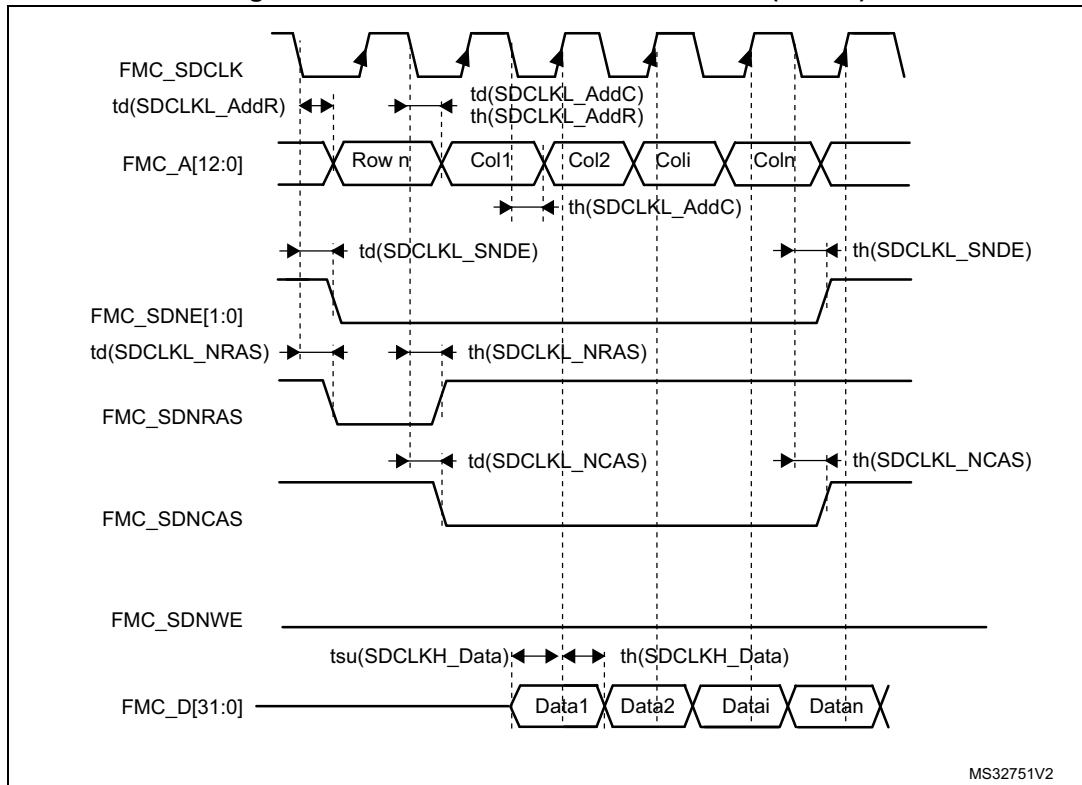 FMC_SDCLK
td(SDCLKL_AddR)
td(SDCLKL_AddC)
th(SDCLKL_AddR)
FMC_A[12:0]
Row n
Col1
Col2
Coli
Coln
th(SDCLKL_AddC)
td(SDCLKL_SNDE)
th(SDCLKL_SNDE)
FMC_SDNE[1:0]
td(SDCLKL_NRAS)
th(SDCLKL_NRAS)
FMC_SDNRAS
td(SDCLKL_NCAS)
th(SDCLKL_NCAS)
FMC_SDNCAS
FMC_SDNWE
tsu(SDCLKH_Data)
th(SDCLKH_Data)
FMC_D[31:0]
Data1
Data2
Datai
Datan
MS32751V2